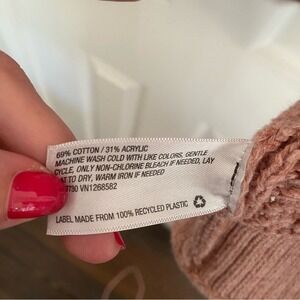 69% COTTON / 31% ACRYLIC
MACHINE WASH COLD WITH LIKE COLORS, GENTLE
CYCLE, ONLY NON-CHLORINE BLEACH IF NEEDED, LAY
AT TO DRY, WARM IRON IF NEEDED
VN1268582
LABEL MADE FROM 100% RECYCLED PLASTIC